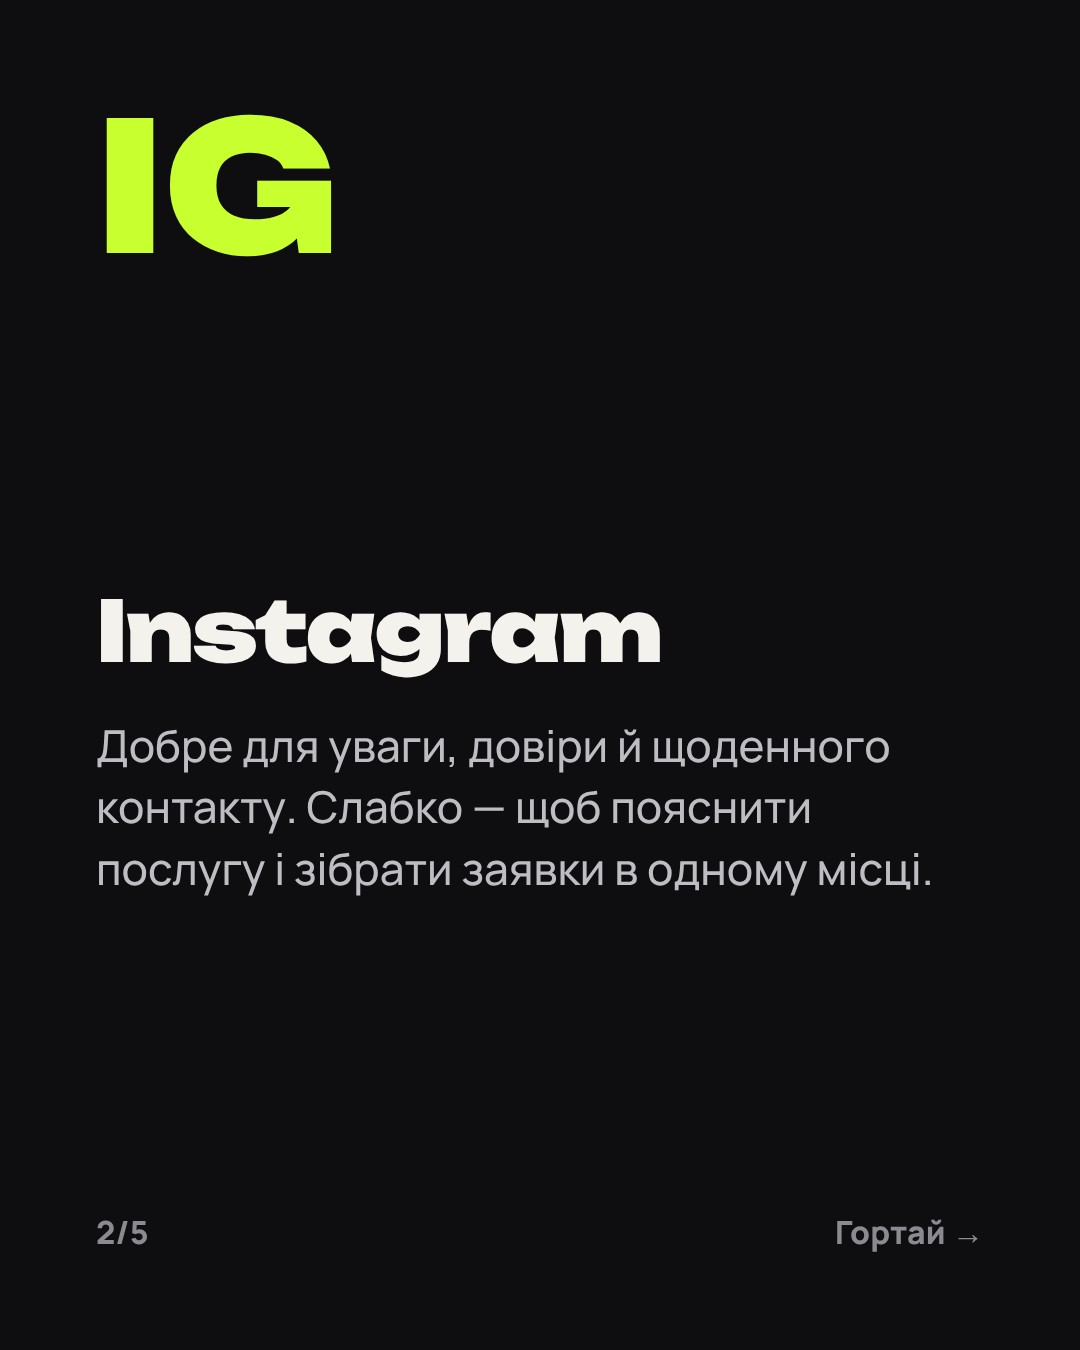 IG
Instagram
Добре для уваги, довіри й щоденного
контакту. Слабко — щоб пояснити
послугу і зібрати заявки в одному місці.
2/5
Гортай →